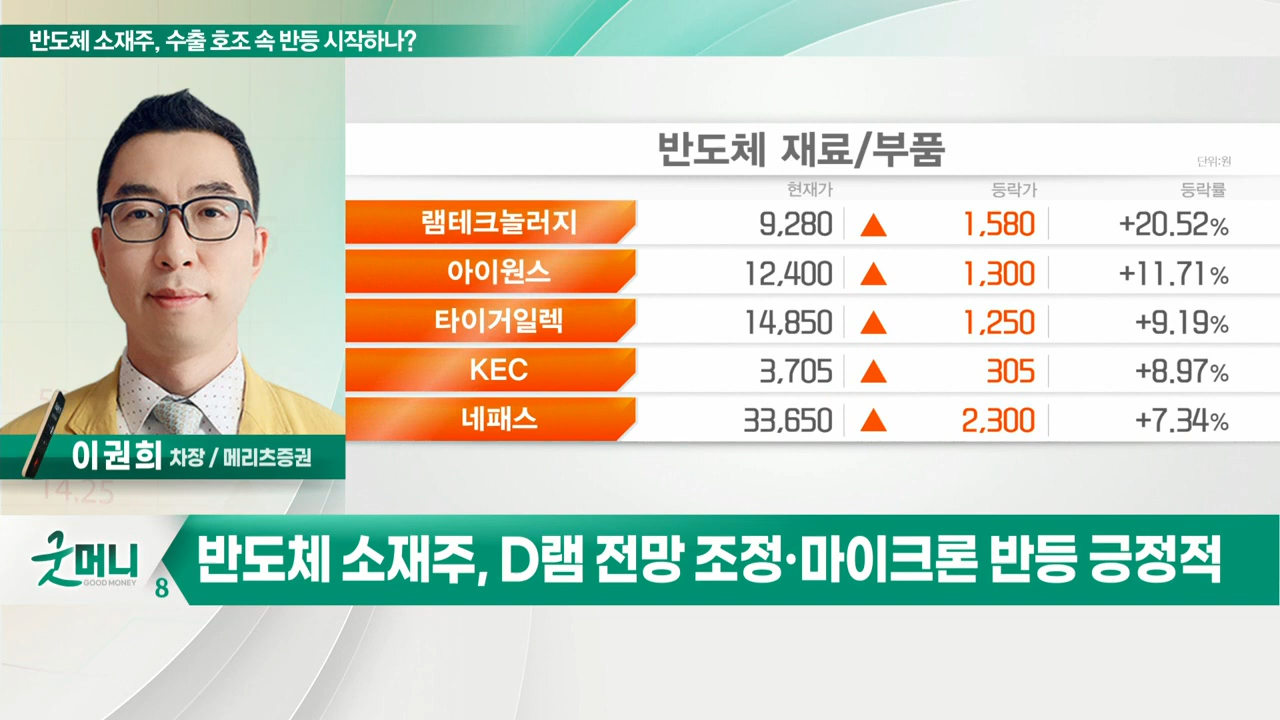 반도체 소재주, 수출 호조 속 반등 시작하나?
반도체 재료/부품
단위:원
현재가 등락가 등락률
램테크놀러지 9,280 ▲ 1,580 +20.52%
아이원스 12,400 ▲ 1,300 +11.71%
타이거일렉 14,850 ▲ 1,250 +9.19%
KEC 3,705 ▲ 305 +8.97%
네패스 33,650 ▲ 2,300 +7.34%
이권희 차장 / 메리츠증권
14.25
굿머니
GOOD MONEY
8
반도체 소재주, D램 전망 조정·마이크론 반등 긍정적